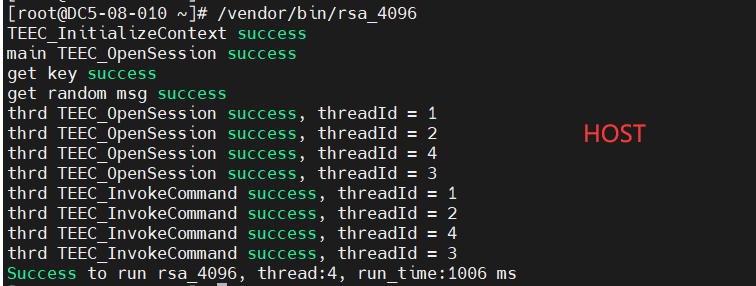 [root@DC5-08-010 ~]# /vendor/bin/rsa_4096
TEEC_InitializeContext success
main TEEC_OpenSession success
get key success
get random msg success
thrd TEEC_OpenSession success, threadId = 1
thrd TEEC_OpenSession success, threadId = 2
thrd TEEC_OpenSession success, threadId = 4
thrd TEEC_OpenSession success, threadId = 3
thrd TEEC_InvokeCommand success, threadId = 1
thrd TEEC_InvokeCommand success, threadId = 2
thrd TEEC_InvokeCommand success, threadId = 4
thrd TEEC_InvokeCommand success, threadId = 3
Success to run rsa_4096, thread:4, run_time:1006 ms
HOST